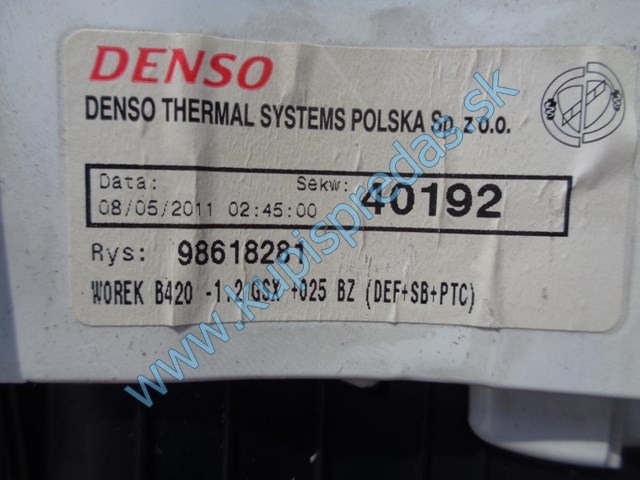 DENSO
DENSO THERMAL SYSTEMS POLSKA Sp. z o.o.
Data: Sekw: 40192
08/05/2011 02:45:00
Rys: 98618281
WOREK B420 -1.2 GSX +025 BZ (DEF+SB+PTC)
www.kupispredas.sk